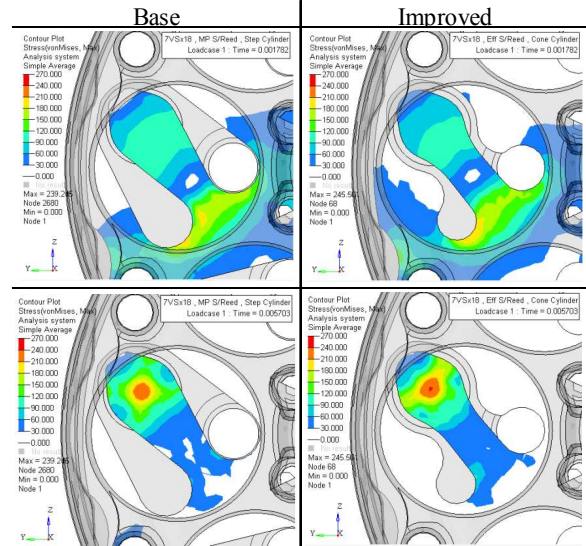 Base
Improved
Contour Plot
Stress(vonMises, Max)
Analysis system
Simple Average
270.000
240.000
210.000
180.000
150.000
120.000
90.000
60.000
30.000
0.000
No result
Max = 239.245
Node 2680
Min = 0.000
Node 1
7VSx18 , MP S/Reed , Step Cylinder
Loadcase 1 : Time = 0.001782
Z
Y
X
Contour Plot
Stress(vonMises, Max)
Analysis system
Simple Average
270.000
240.000
210.000
180.000
150.000
120.000
90.000
60.000
30.000
0.000
No result
Max =
Node 68
Min = 0.000
Node 1
7VSx18 , Eff S/Reed , Cone Cylinder
Loadcase 1 : Time = 0.001782
Z
Y
X
Contour Plot
Stress(vonMises, Max)
Analysis system
Simple Average
270.000
240.000
210.000
180.000
150.000
120.000
90.000
60.000
30.000
0.000
No result
Max = 239.245
Node 2680
Min = 0.000
Node 1
7VSx18 , MP S/Reed , Step Cylinder
Loadcase 1 : Time = 0.005703
Z
Y
X
Contour Plot
Stress(vonMises, Max)
Analysis system
Simple Average
270.000
240.000
210.000
180.000
150.000
120.000
90.000
60.000
30.000
0.000
No result
Max =
Node 68
Min = 0.000
Node 1
7VSx18 , Eff S/Reed , Cone Cylinder
Loadcase 1 : Time = 0.005703
Z
Y
X